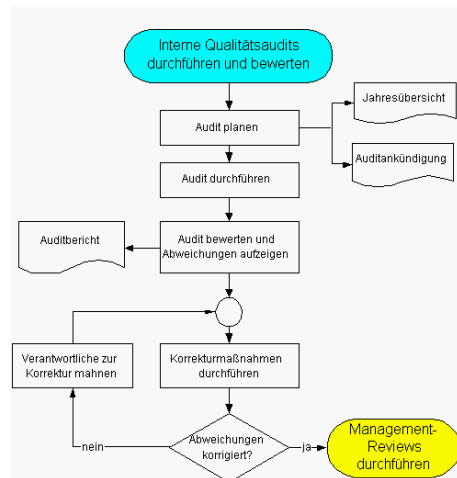 Interne Qualitätsaudits
durchführen und bewerten
Jahresübersicht
Audit planen
Auditankündigung
Audit durchführen
Auditbericht
Audit bewerten und
Abweichungen aufzeigen
Verantwortliche zur
Korrektur mahnen
Korrekturmaßnahmen
durchführen
Abweichungen
korrigiert?
nein
ja
Management-
Reviews
durchführen